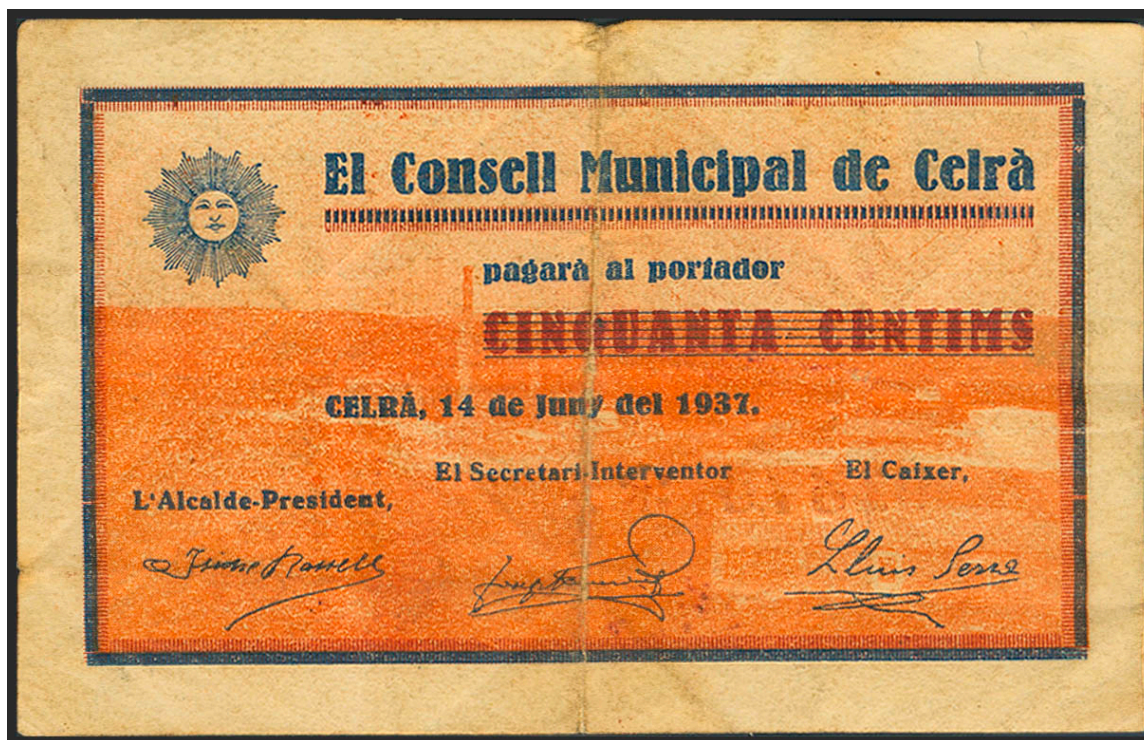 El Consell Municipal de Celrà
pagarà al portador
CINQUANTA CENTIMS
CELRÀ, 14 de Juny del 1937.
El Secretari-Interventor
El Caixer,
L'Alcalde-President,
Lluis Serra